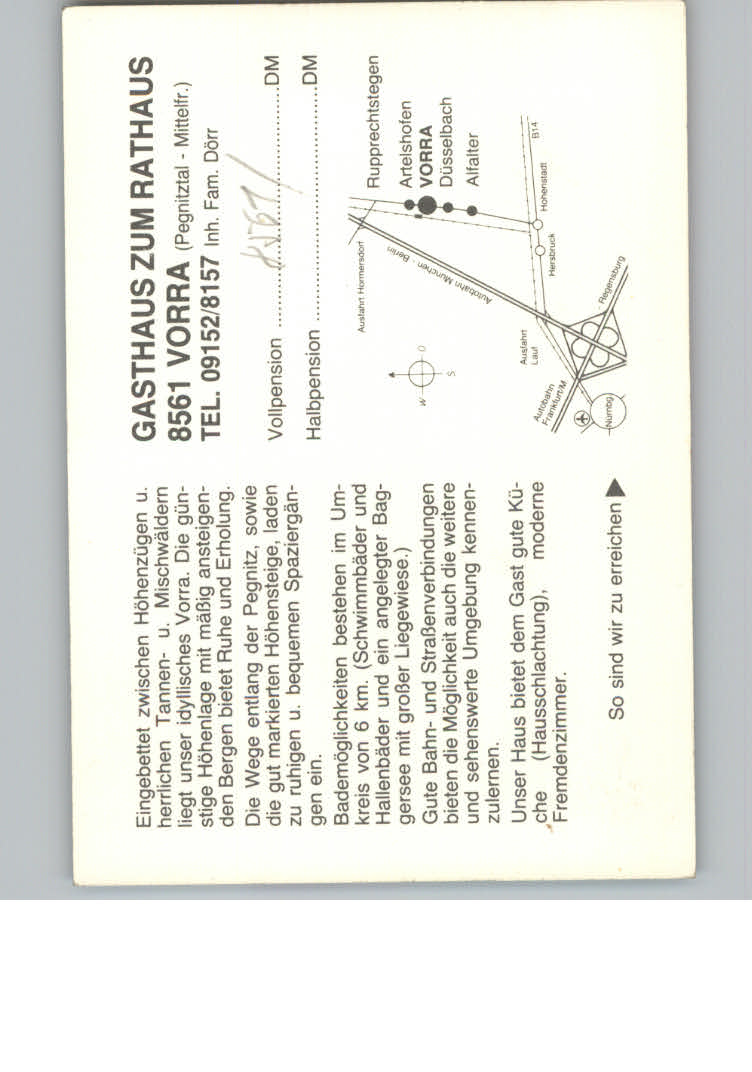 Eingebettet zwischen Höhenzügen u.
herrlichen Tannen- u. Mischwäldern
liegt unser idyllisches Vorra. Die gün-
stige Höhenlage mit mäßig ansteigen-
den Bergen bietet Ruhe und Erholung.
Die Wege entlang der Pegnitz, sowie
die gut markierten Höhensteige, laden
zu ruhigen u. bequemen Spaziergän-
gen ein.
Bademöglichkeiten bestehen im Um-
kreis von 6 km. (Schwimmbäder und
Hallenbäder und ein angelegter Bag-
gersee mit großer Liegewiese.)
Gute Bahn- und Straßenverbindungen
bieten die Möglichkeit auch die weitere
und sehenswerte Umgebung kennen-
zulernen.
Unser Haus bietet dem Gast gute Kü-
che (Hausschlachtung), moderne
Fremdenzimmer.
So sind wir zu erreichen ▶
GASTHAUS ZUM RATHAUS
8561 VORRA (Pegnitztal - Mittelfr.)
TEL. 09152/8157 Inh. Fam. Dörr
Vollpension ........................................DM
Halbpension ........................................DM
Rupprechtstegen
Artelshofen
VORRA
Düsselbach
Alfalter
Ausfahrt Hormersdorf
Autobahn München - Berlin
W O
S
B14
Hohenstadt
Hersbruck
Ausfahrt
Lauf
Regensburg
Autobahn
Frankfurt/M.
Nürnbg.